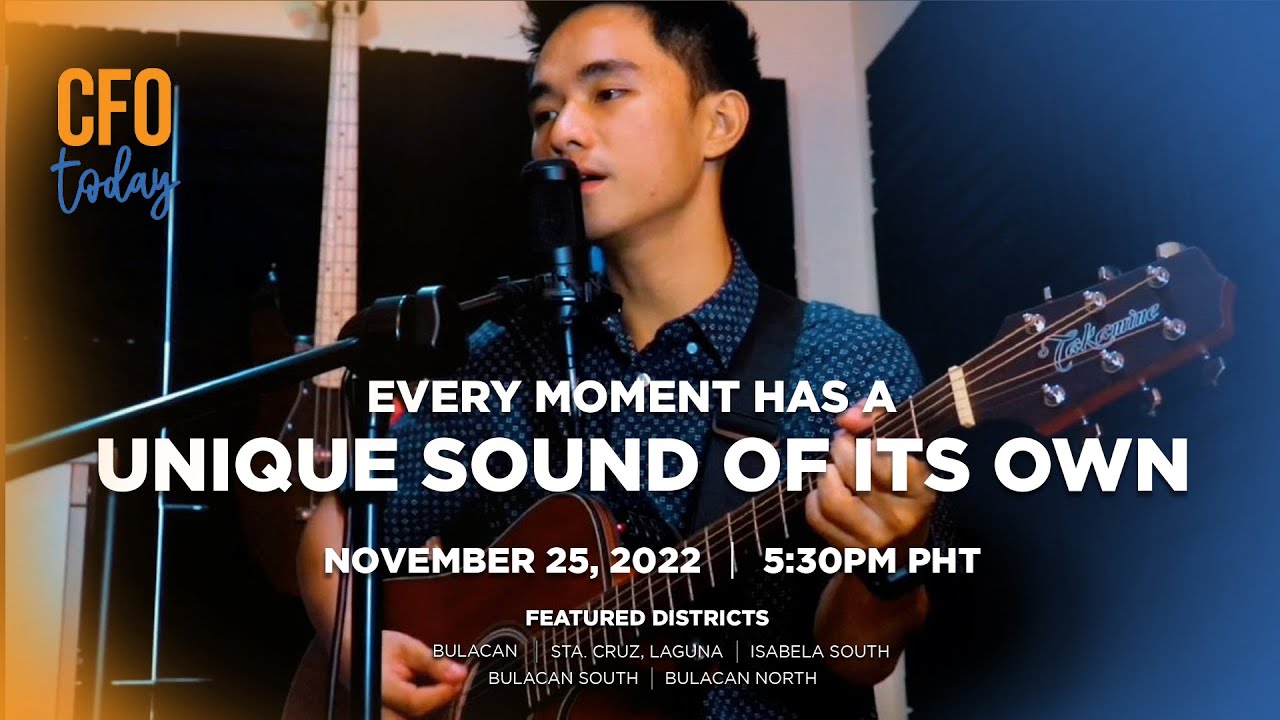 CFO
today
Takamine
EVERY MOMENT HAS A
UNIQUE SOUND OF ITS OWN
NOVEMBER 25, 2022 | 5:30PM PHT
FEATURED DISTRICTS
BULACAN | STA. CRUZ, LAGUNA | ISABELA SOUTH
BULACAN SOUTH | BULACAN NORTH